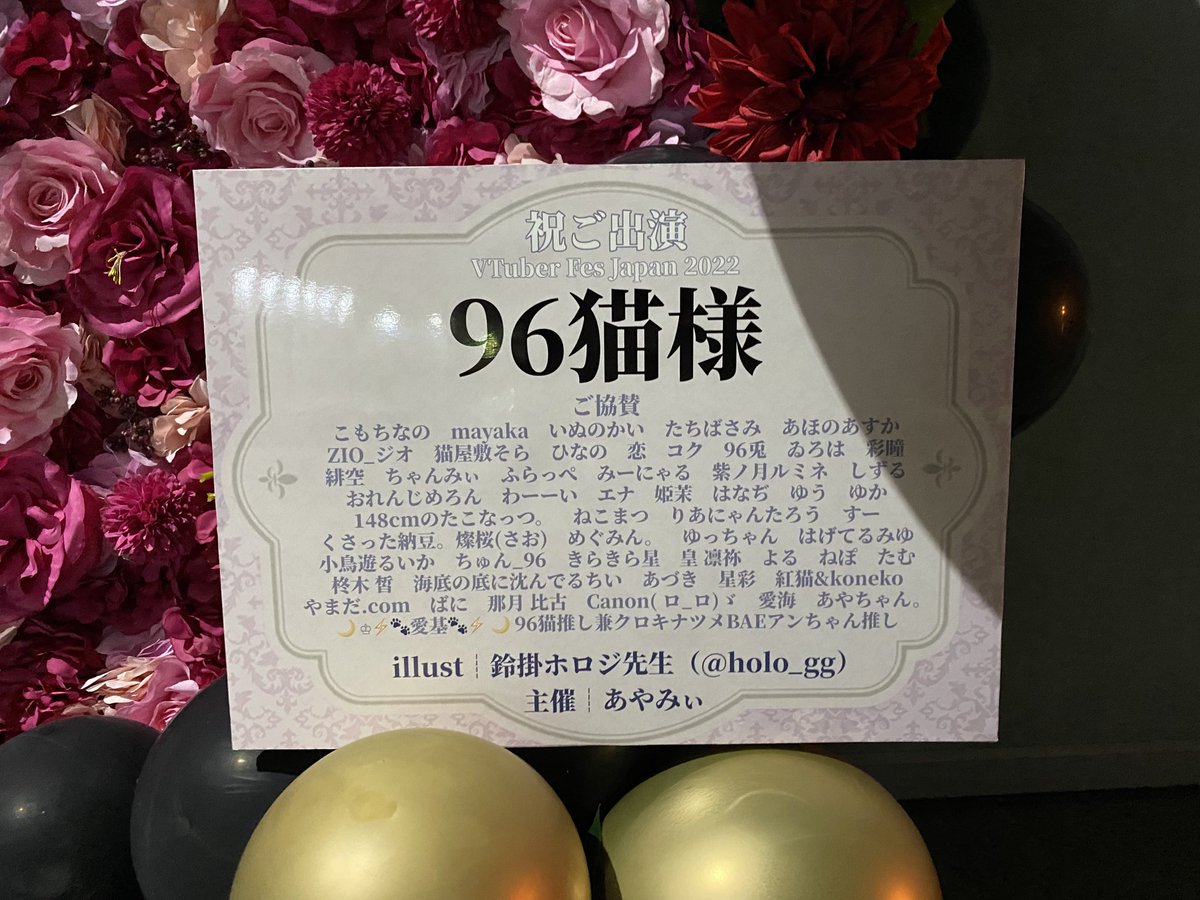 祝ご出演
VTuber Fes Japan 2022
96猫様
ご協賛
こもちなの　mayaka　いぬのかい　たちばさみ　あほのあすか
ZIO_ジオ　猫屋敷そら　ひなの　恋　コク　96兎　ゐろは　彩瞳
緋空　ちゃんみぃ　ふらっぺ　みーにゃる　紫ノ月ルミネ　しずる
おれんじめろん　わーーい　エナ　姫茉　はなぢ　ゆう　ゆか
148cmのたこなっつ。　ねこまつ　りあにゃんたろう　すー
くさった納豆。燦桜(さお)　めぐみん。　ゆっちゃん　はげてるみゆ
小鳥遊るいか　ちゅん_96　きらきら星　皇 凛祢　よる　ねぽ　たむ
柊木 晳　海底の底に沈んでるちい　あづき　星彩　紅猫&koneko
やまだ.com　ばに　那月 比古　Canon( ロ_ロ)ゞ　愛海　あやちゃん。
🌙♔⚡🐾愛基🐾⚡🌙96猫推し兼クロキナツメBAEアンちゃん推し
illust｜鈴掛ホロジ先生（@holo_gg）
主催｜あやみぃ